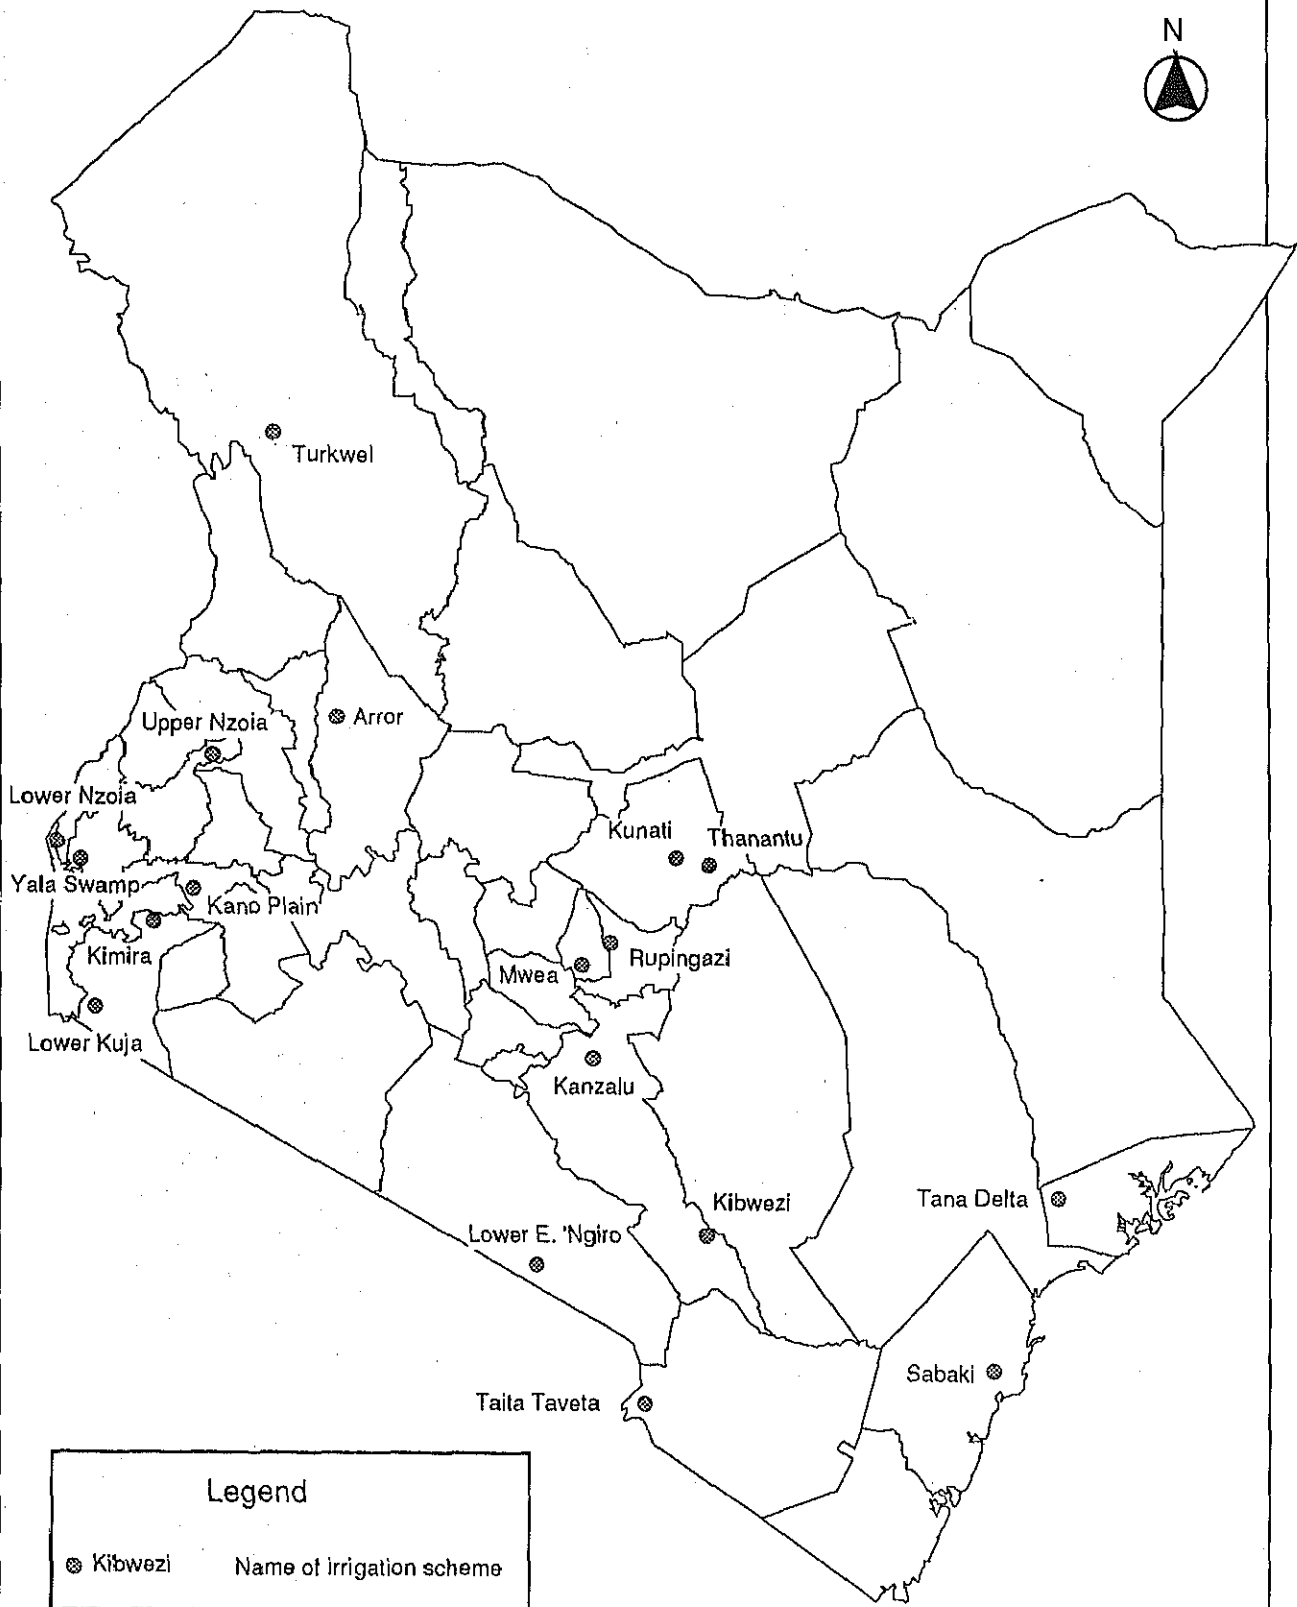 N
Turkwel
Upper Nzoia
Arror
Lower Nzoia
Kunati
Thanantu
Yala Swamp
Kano Plain
Kimira
Rupingazi
Mwea
Lower Kuja
Kanzalu
Kibwezi
Tana Delta
Lower E. 'Ngiro
Sabaki
Taita Taveta
Legend
Kibwezi Name of irrigation scheme